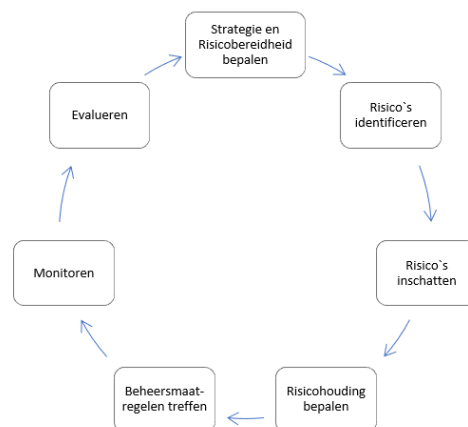 Strategie en
Risicobereidheid
bepalen
Risico`s
identificeren
Risico`s
inschatten
Risicohouding
bepalen
Beheersmaat-
regelen treffen
Monitoren
Evalueren